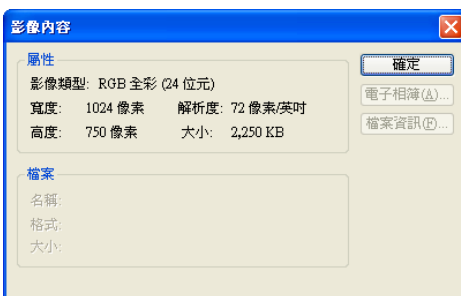 影像內容
屬性
影像類型: RGB 全彩 (24 位元)
寬度: 1024 像素 解析度: 72 像素/英吋
高度: 750 像素 大小: 2,250 KB
確定
電子相簿(A)...
檔案資訊(F)...
檔案
名稱:
格式:
大小: